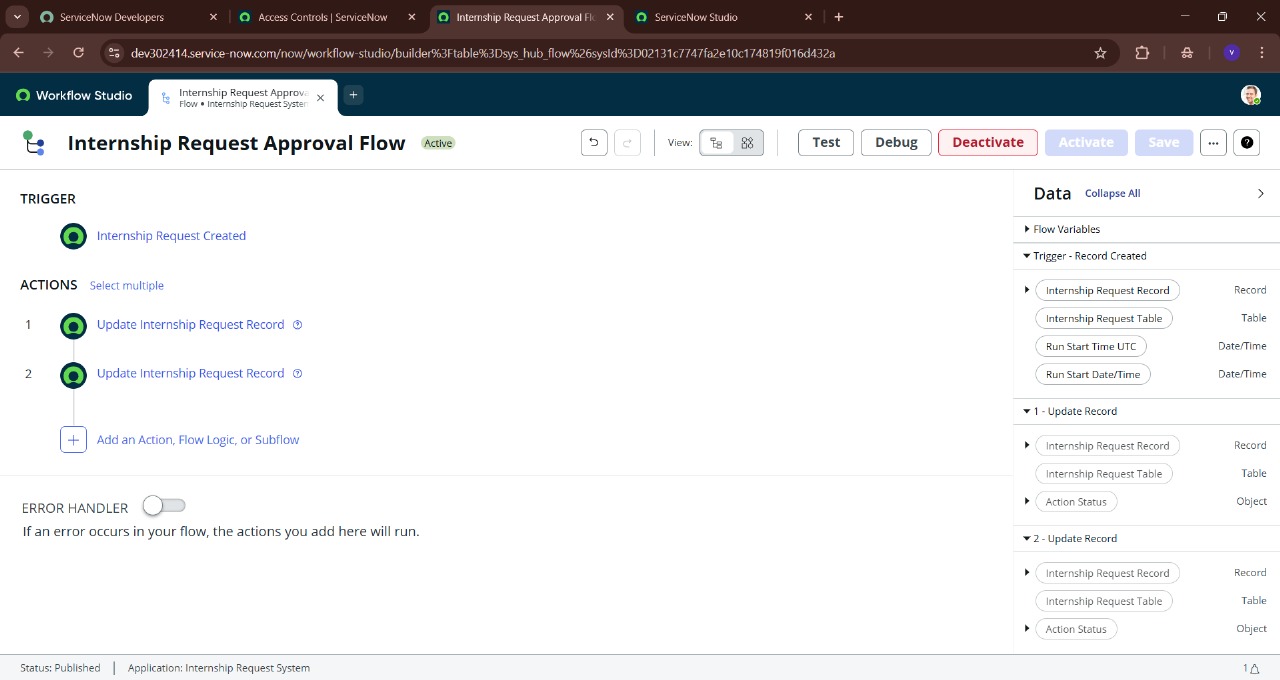 ServiceNow Developers
Access Controls | ServiceNow
Internship Request Approval Fl
ServiceNow Studio
dev302414.service-now.com/now/workflow-studio/builder%3Ftable%3Dsys_hub_flow%26sysId%3D02131c7747fa2e10c174819f016d432a
V
Workflow Studio
Internship Request Approva
Flow • Internship Request System
Internship Request Approval Flow
Active
View:
Test
Debug
Deactivate
Activate
Save
...
?
TRIGGER
Internship Request Created
ACTIONS
Select multiple
1
Update Internship Request Record
2
Update Internship Request Record
Add an Action, Flow Logic, or Subflow
ERROR HANDLER
If an error occurs in your flow, the actions you add here will run.
Data
Collapse All
Flow Variables
Trigger - Record Created
Internship Request Record Record
Internship Request Table Table
Run Start Time UTC Date/Time
Run Start Date/Time Date/Time
1 - Update Record
Internship Request Record Record
Internship Request Table Table
Action Status Object
2 - Update Record
Internship Request Record Record
Internship Request Table Table
Action Status Object
Status: Published | Application: Internship Request System
1